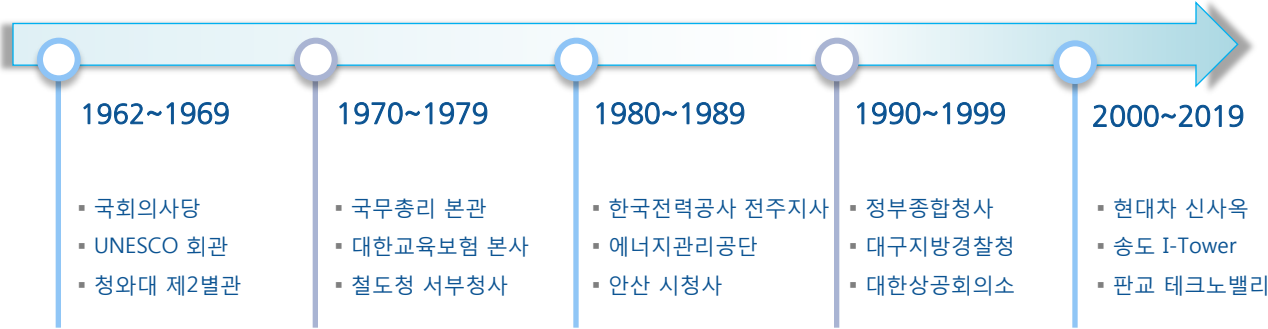 1962~1969
국회의사당
UNESCO 회관
청와대 제2별관
1970~1979
국무총리 본관
대한교육보험 본사
철도청 서부청사
1980~1989
한국전력공사 전주지사
에너지관리공단
안산 시청사
1990~1999
정부종합청사
대구지방경찰청
대한상공회의소
2000~2019
현대차 신사옥
송도 I-Tower
판교 테크노밸리